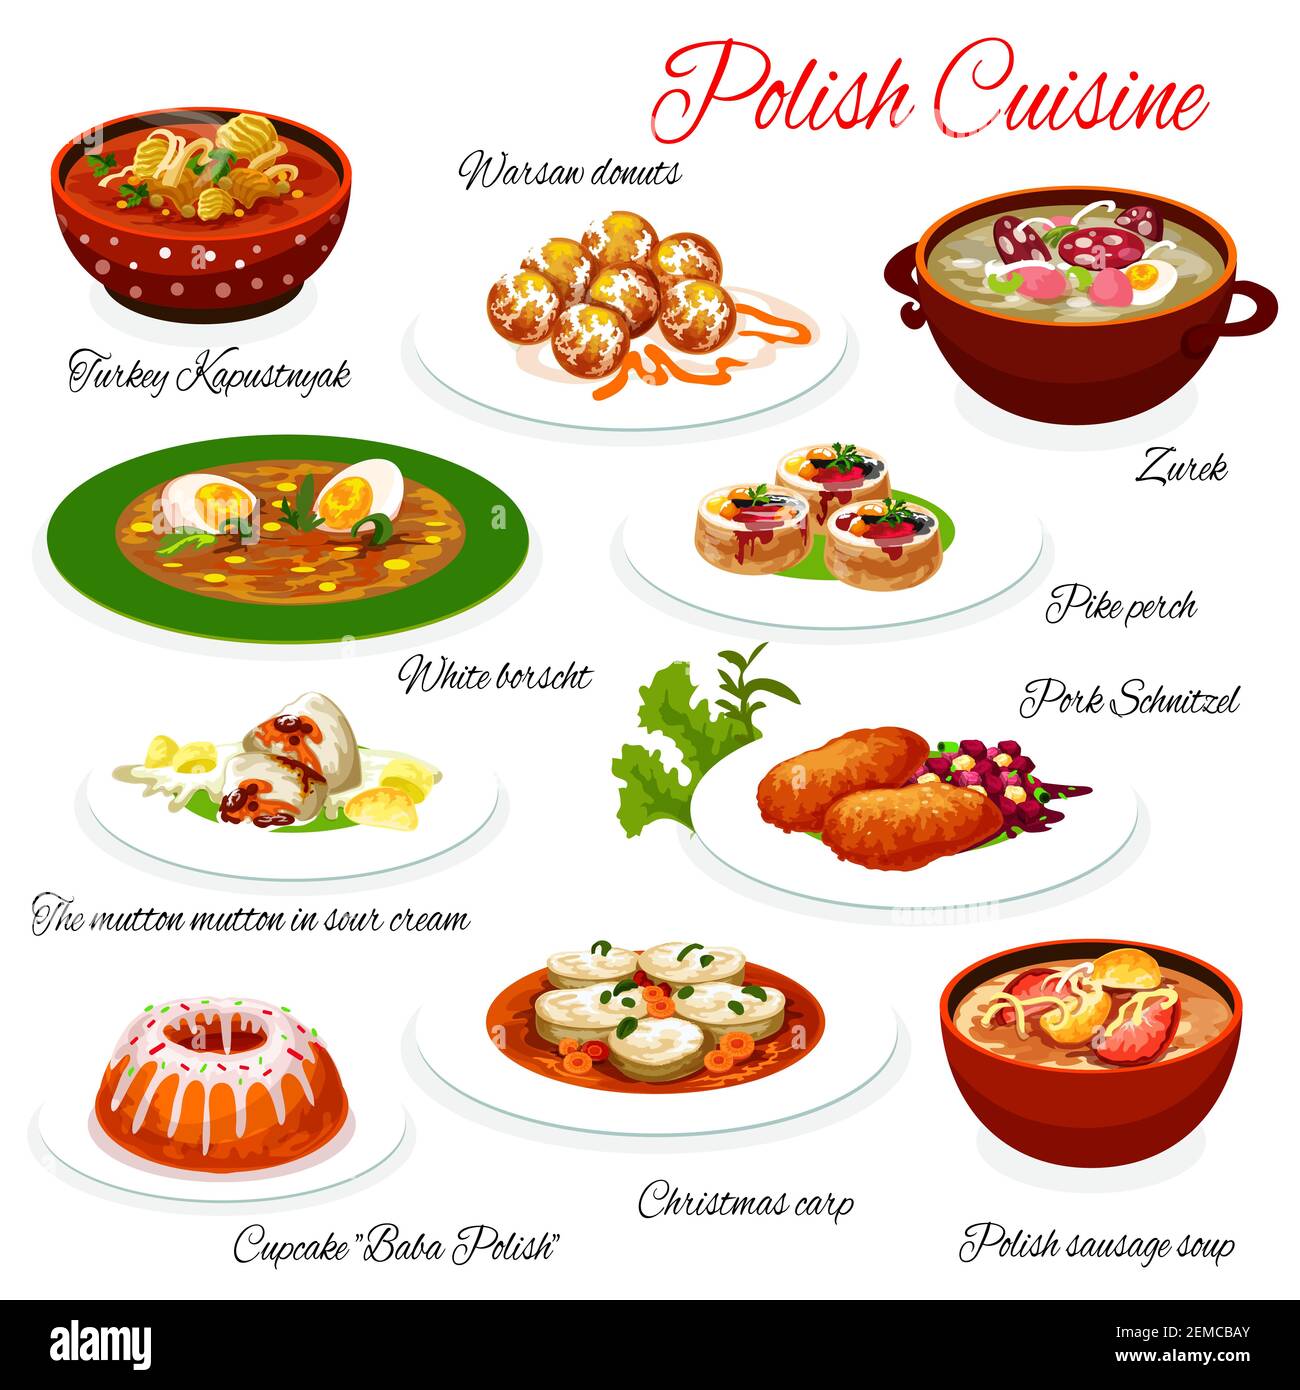 Polish Cuisine
Warsaw donuts
Turkey Kapustnyak
Zurek
Pike perch
White borscht
Pork Schnitzel
The mutton mutton in sour cream
Christmas carp
Cupcake "Baba Polish"
Polish sausage soup
alamy
Image ID: 2EMCBAY
www.alamy.com